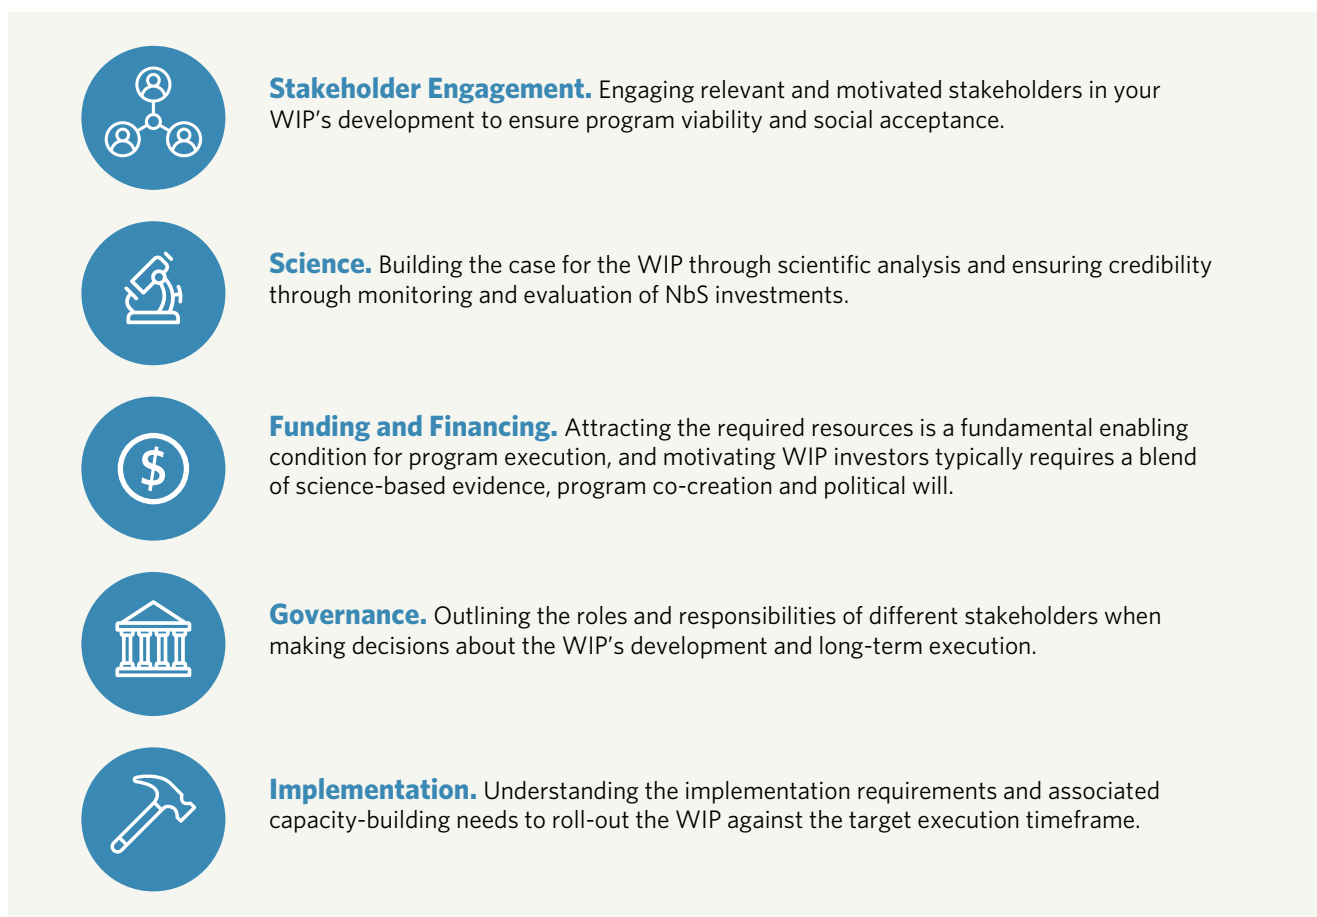 Stakeholder Engagement. Engaging relevant and motivated stakeholders in your
WIP's development to ensure program viability and social acceptance.
Science. Building the case for the WIP through scientific analysis and ensuring credibility
through monitoring and evaluation of NbS investments.
$
Funding and Financing. Attracting the required resources is a fundamental enabling
condition for program execution, and motivating WIP investors typically requires a blend
of science-based evidence, program co-creation and political will.
Governance. Outlining the roles and responsibilities of different stakeholders when
making decisions about the WIP's development and long-term execution.
Implementation. Understanding the implementation requirements and associated
capacity-building needs to roll-out the WIP against the target execution timeframe.